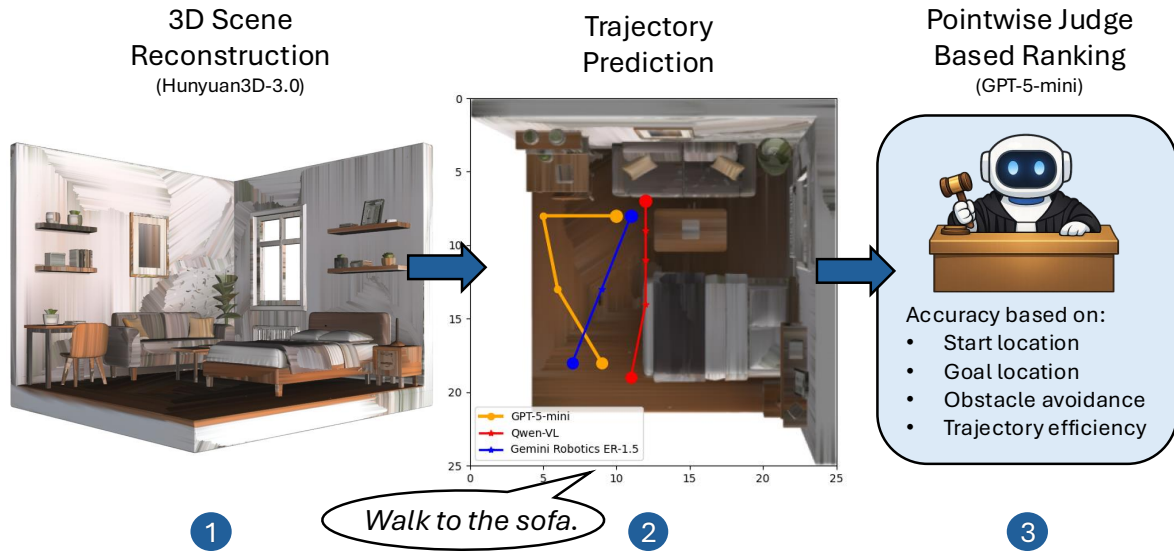 3D Scene
Reconstruction
(Hunyuan3D-3.0)
Trajectory
Prediction
0
5
10
15
20
25
0
5
10
15
20
25
GPT-5-mini
Qwen-VL
Gemini Robotics ER-1.5
Walk to the sofa.
Pointwise Judge
Based Ranking
(GPT-5-mini)
Accuracy based on:
• Start location
• Goal location
• Obstacle avoidance
• Trajectory efficiency
1
2
3